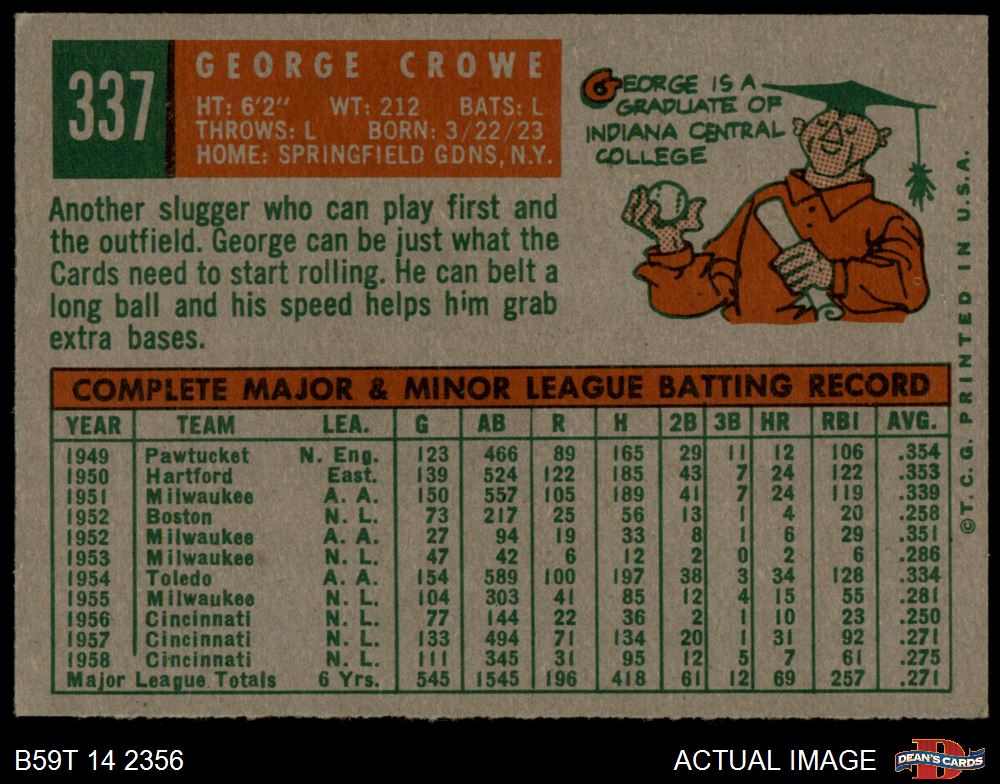 337
GEORGE CROWE
HT: 6'2" WT: 212 BATS: L
THROWS: L BORN: 3/22/23
HOME: SPRINGFIELD GDNS, N.Y.
GEORGE IS A
GRADUATE OF
INDIANA CENTRAL
COLLEGE
Another slugger who can play first and
the outfield. George can be just what the
Cards need to start rolling. He can belt a
long ball and his speed helps him grab
extra bases.
COMPLETE MAJOR & MINOR LEAGUE BATTING RECORD
YEAR TEAM LEA. G AB R H 2B 3B HR RBI AVG.
1949 Pawtucket N. Eng. 123 466 89 165 29 11 12 106 .354
1950 Hartford East. 139 524 122 185 43 7 24 122 .353
1951 Milwaukee A. A. 150 557 105 189 41 7 24 119 .339
1952 Boston N. L. 73 217 25 56 13 1 4 20 .258
1952 Milwaukee A. A. 27 94 19 33 8 1 6 29 .351
1953 Milwaukee N. L. 47 42 6 12 2 0 2 6 .286
1954 Toledo A. A. 154 589 100 197 38 3 34 128 .334
1955 Milwaukee N. L. 104 303 41 85 12 4 15 55 .281
1956 Cincinnati N. L. 77 144 22 36 2 1 10 23 .250
1957 Cincinnati N. L. 133 494 71 134 20 1 31 92 .271
1958 Cincinnati N. L. 111 345 31 95 12 5 7 61 .275
Major League Totals 6 Yrs. 545 1545 196 418 61 12 69 257 .271
©T. C. G. PRINTED IN U.S.A.
B59T 14 2356
ACTUAL IMAGE
DEAN'S CARDS